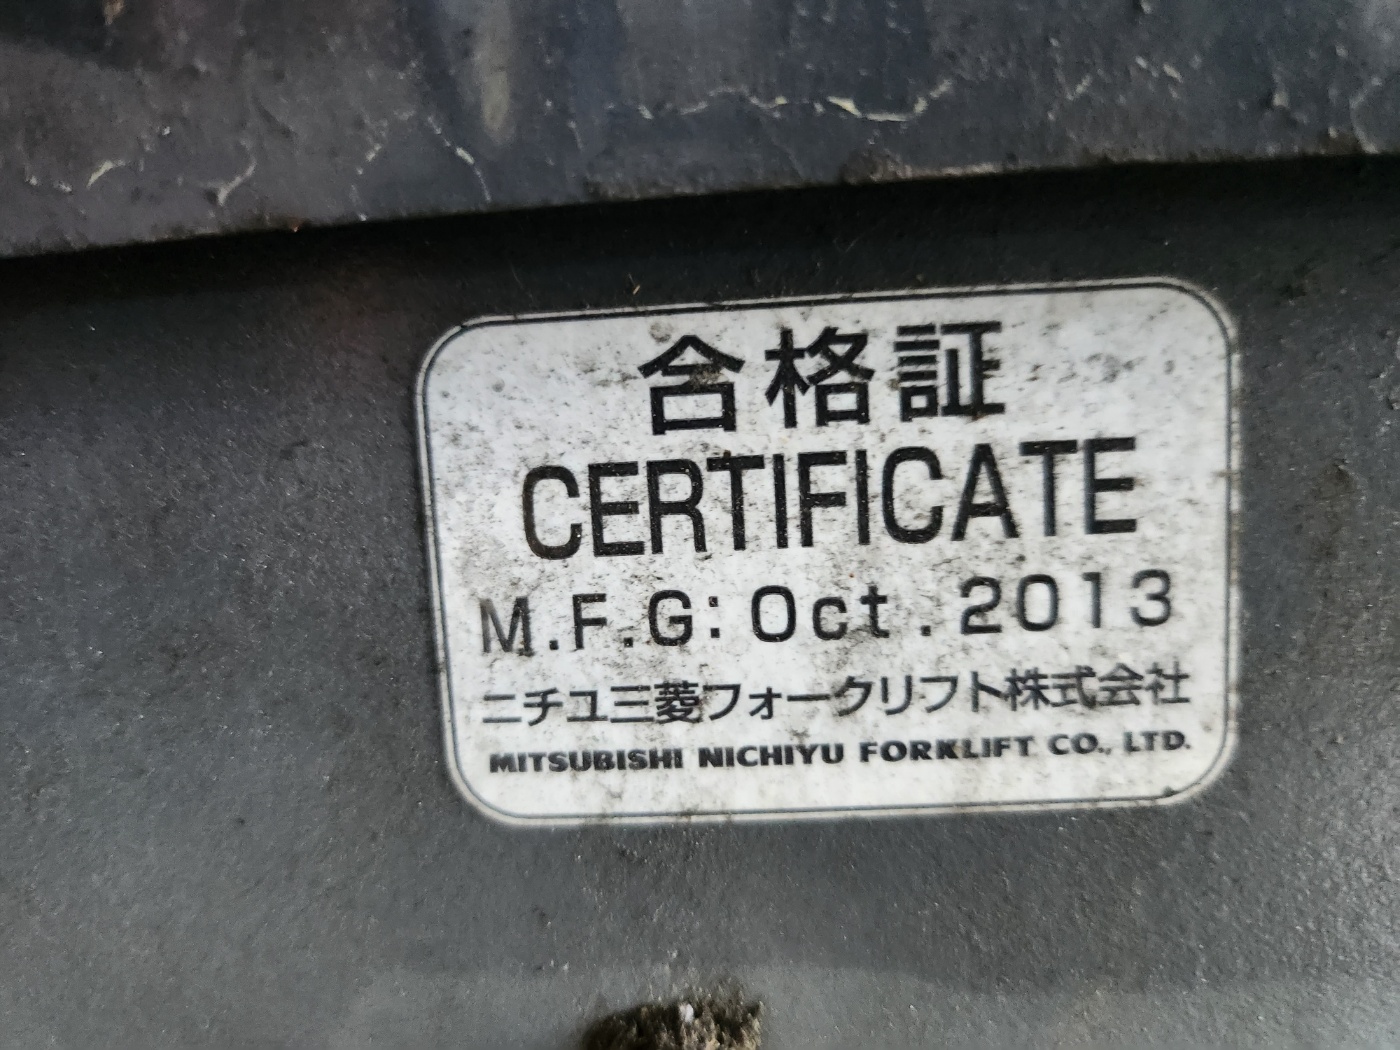 合格証
CERTIFICATE
M.F.G: Oct. 2013
ニチユ三菱フォークリフト株式会社
MITSUBISHI NICHIYU FORKLIFT CO., LTD.